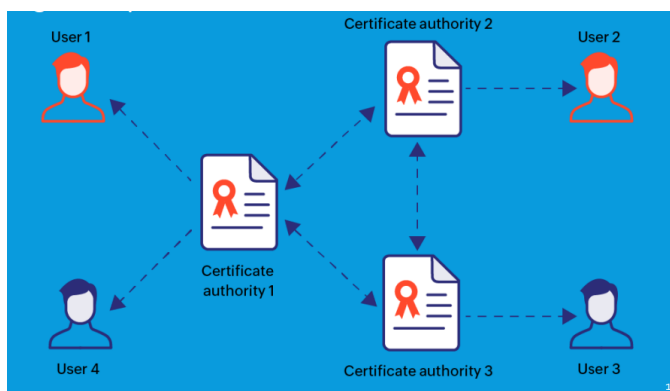 User 1
Certificate authority 2
User 2
Certificate
authority 1
User 4
Certificate authority 3
User 3